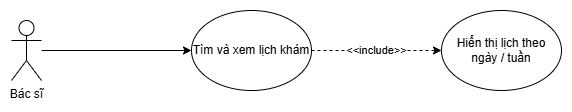 Bác sĩ
Tìm và xem lịch khám
<<include>>
Hiển thị lịch theo
ngày / tuần